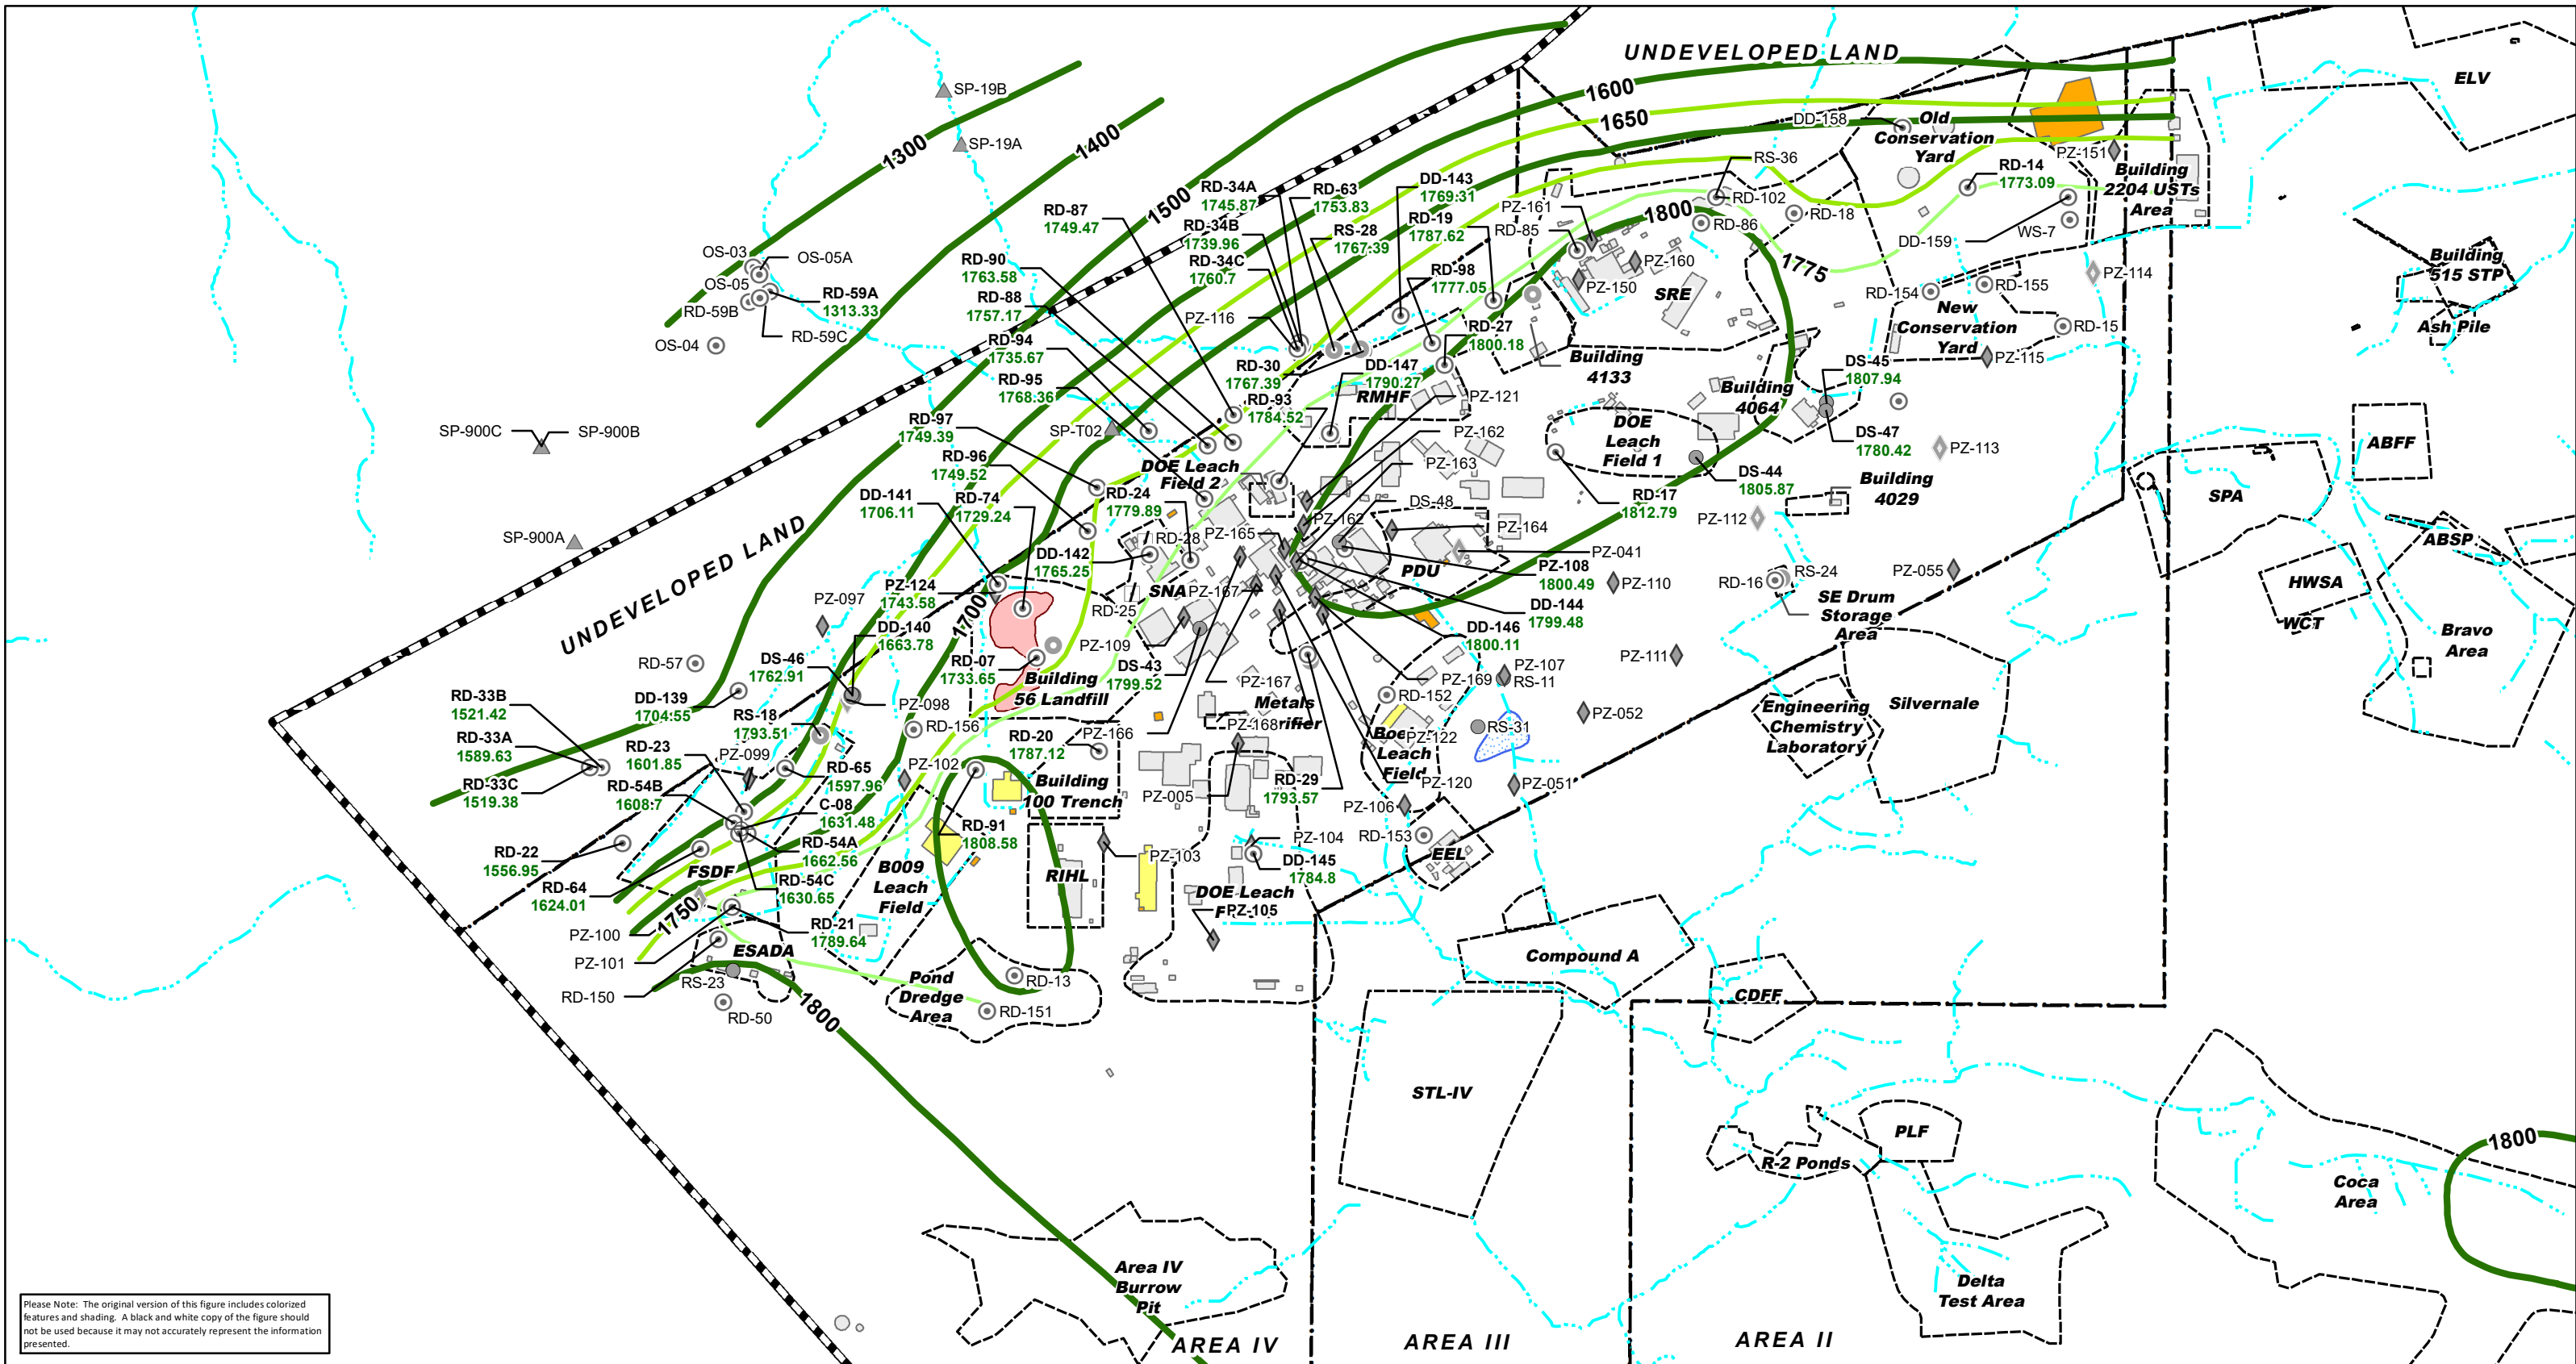 UNDEVELOPED LAND
ELV
SP-19B
1600
1300
1400
SP-19A
1650
DD-158
Old
Conservation
Yard
PZ-151
Building
2204 USTs
Area
RS-36
RD-14
1773.09
RD-34A
1745.87
RD-63
1753.83
DD-143
1769.31
RD-102
RD-87
1749.47
1500
RD-34B
1739.96
RS-28
1767.39
RD-19
1787.62
PZ-161
RD-85
1800
RD-86
RD-18
DD-159
WS-7
OS-03
OS-05A
RD-90
1763.58
RD-34C
1760.7
RD-98
1777.05
PZ-160
1775
PZ-114
Building
515 STP
OS-05
RD-59B
RD-59A
1313.33
RD-88
1757.17
PZ-150
SRE
RD-154
RD-155
New
Conservation
Yard
RD-15
Ash Pile
OS-04
RD-59C
PZ-116
RD-94
1735.67
RD-27
1800.18
Building
4133
PZ-115
RD-30
1767.39
DD-147
1790.27
RMHF
RD-95
1768.36
RD-93
1784.52
PZ-121
Building
4064
DS-45
1807.94
SP-900C
SP-900B
RD-97
1749.39
SP-T02
PZ-162
DOE
Leach
Field 1
DS-47
1780.42
PZ-113
ABFF
RD-96
1749.52
DOE Leach
Field 2
PZ-163
DS-44
1805.87
Building
4029
SPA
DD-141
1706.11
RD-74
1729.24
RD-24
1779.89
DS-48
RD-17
1812.79
PZ-112
SP-900A
UNDEVELOPED LAND
RD-28
PZ-165
PZ-162
PZ-164
PZ-041
ABSP
DD-142
1765.25
PDU
PZ-108
1800.49
PZ-110
RD-16
RS-24
PZ-055
HWSA
PZ-124
1743.58
1700
SNA
PZ-167
RD-25
DD-144
1799.48
SE Drum
Storage
Area
WCT
PZ-097
DD-140
1663.78
PZ-109
DD-146
1800.11
Bravo
Area
RD-57
DS-46
1762.91
RD-07
1733.65
Building
56 Landfill
DS-43
1799.52
PZ-167
PZ-169
PZ-107
RS-11
PZ-111
RD-33B
1521.42
DD-139
1704.55
RS-18
1793.51
PZ-098
RD-156
Metals
rifier
PZ-168
RD-152
PZ-052
Engineering
Chemistry
Laboratory
Silvernale
RD-33A
1589.63
RD-23
1601.85
PZ-099
RD-20
1787.12
PZ-166
Boe
Leach
Field
PZ-122
RS-31
RD-33C
1519.38
RD-54B
1608.7
RD-65
1597.96
PZ-102
Building
100 Trench
PZ-005
RD-29
1793.57
PZ-120
PZ-106
PZ-051
C-08
1631.48
RD-91
1808.58
RD-22
1556.95
RD-54A
1662.56
PZ-103
PZ-104
RD-153
EEL
RD-64
1624.01
FSDF
RD-54C
1630.65
B009
Leach
Field
RIHL
DD-145
1784.8
DOE Leach
PZ-105
1750
PZ-100
RD-21
1789.64
PZ-101
ESADA
Compound A
RD-150
RS-23
RD-50
1800
Pond
Dredge
Area
RD-13
RD-151
CDFF
STL-IV
PLF
R-2 Ponds
1800
Coca
Area
Area IV
Burrow
Pit
Delta
Test Area
AREA IV
AREA III
AREA II
Please Note: The original version of this figure includes colorized
features and shading. A black and white copy of the figure should
not be used because it may not accurately represent the information
presented.